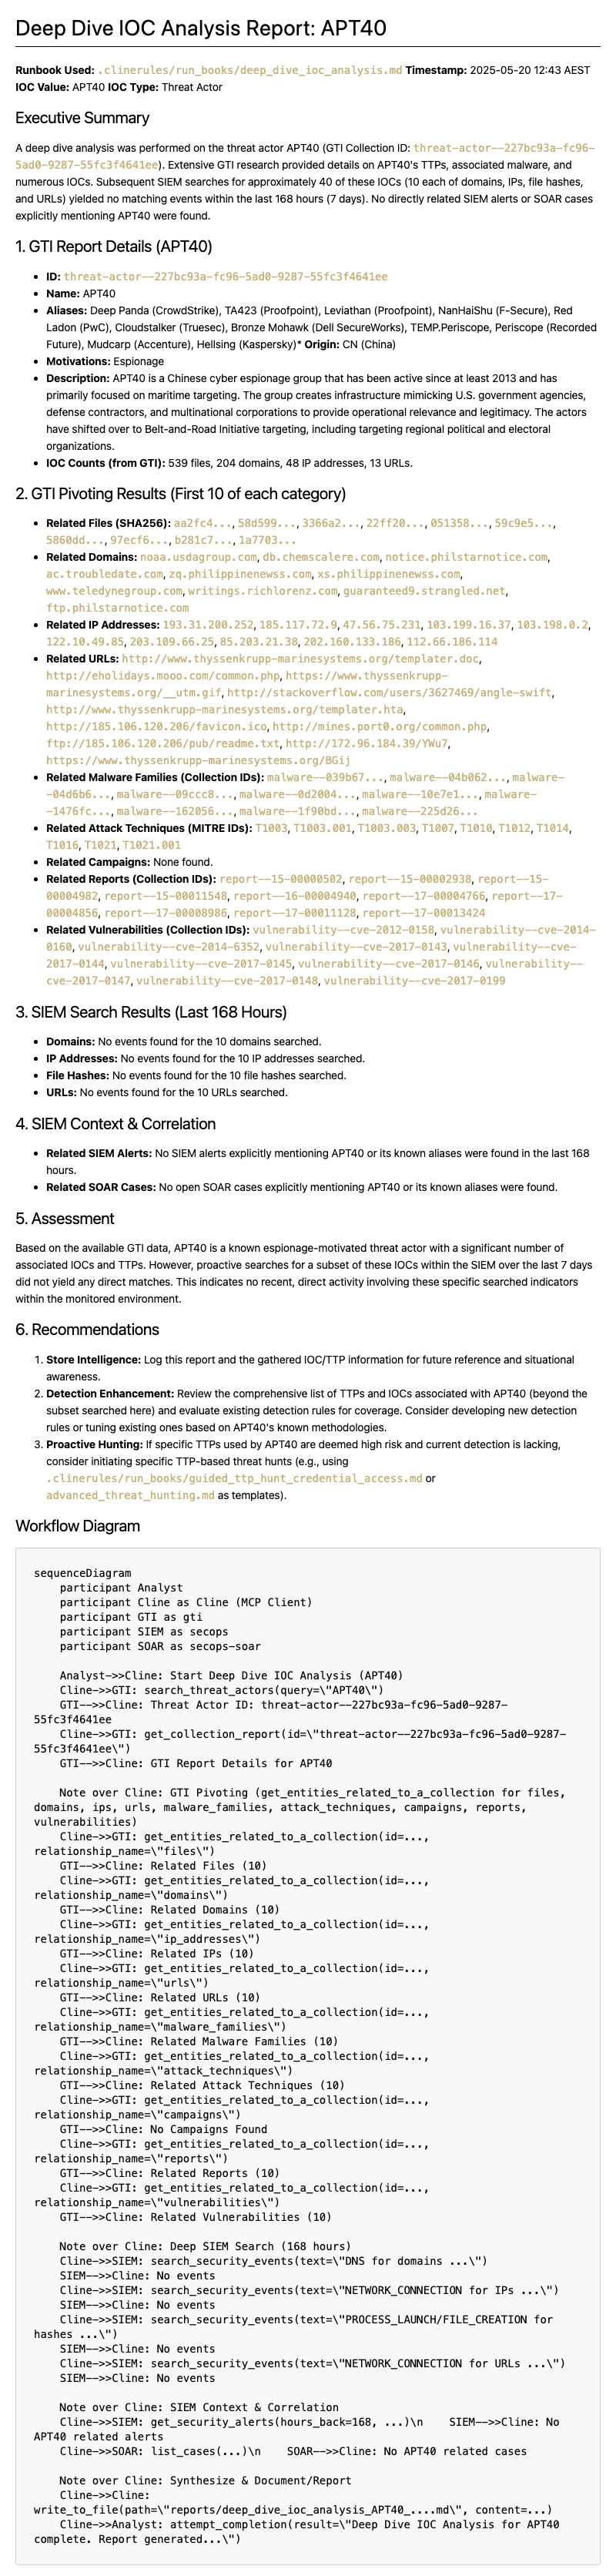 Deep Dive IOC Analysis Report: APT40
Runbook Used: .clinerules/run_books/deep_dive_ioc_analysis.md Timestamp: 2025-05-20 12:43 AEST
IOC Value: APT40 IOC Type: Threat Actor
Executive Summary
A deep dive analysis was performed on the threat actor APT40 (GTI Collection ID: threat-actor--227bc93a-fc96-
5ad0-9287-55fc3f4641ee). Extensive GTI research provided details on APT40's TTPs, associated malware, and
numerous IOCs. Subsequent SIEM searches for approximately 40 of these IOCs (10 each of domains, IPs, file hashes,
and URLs) yielded no matching events within the last 168 hours (7 days). No directly related SIEM alerts or SOAR cases
explicitly mentioning APT40 were found.
1. GTI Report Details (APT40)
• ID: threat-actor--227bc93a-fc96-5ad0-9287-55fc3f4641ee
• Name: APT40
• Aliases: Deep Panda (CrowdStrike), TA423 (Proofpoint), Leviathan (Proofpoint), NanHaiShu (F-Secure), Red
Ladon (PwC), Cloudstalker (Truesec), Bronze Mohawk (Dell SecureWorks), TEMP.Periscope, Periscope (Recorded
Future), Mudcarp (Accenture), Hellsing (Kaspersky)* Origin: CN (China)
• Motivations: Espionage
• Description: APT40 is a Chinese cyber espionage group that has been active since at least 2013 and has
primarily focused on maritime targeting. The group creates infrastructure mimicking U.S. government agencies,
defense contractors, and multinational corporations to provide operational relevance and legitimacy. The actors
have shifted over to Belt-and-Road Initiative targeting, including targeting regional political and electoral
organizations.
• IOC Counts (from GTI): 539 files, 204 domains, 48 IP addresses, 13 URLs.
2. GTI Pivoting Results (First 10 of each category)
• Related Files (SHA256): aa2fc4..., 58d599..., 3366a2..., 22ff20..., 051358..., 59c9e5...,
5860dd..., 97ecf6..., b281c7..., 1a7703...
• Related Domains: noaa.usdagroup.com, db.chemscalere.com, notice.philstarnotice.com,
ac.troubledate.com, zq.philippinenewss.com, xs.philippinenewss.com,
www.teledynegroup.com, writings.richlorenz.com, guaranteed9.strangled.net,
ftp.philstarnotice.com
• Related IP Addresses: 193.31.200.252, 185.117.72.9, 47.56.75.231, 103.199.16.37, 103.198.0.2,
122.10.49.85, 203.109.66.25, 85.203.21.38, 202.160.133.186, 112.66.186.114
• Related URLs: http://www.thyssenkrupp-marinesystems.org/templater.doc,
http://eholidays.mooo.com/common.php, https://www.thyssenkrupp-
marinesystems.org/__utm.gif, http://stackoverflow.com/users/3627469/angle-swift,
http://www.thyssenkrupp-marinesystems.org/templater.hta,
http://185.106.120.206/favicon.ico, http://mines.port0.org/common.php,
ftp://185.106.120.206/pub/readme.txt, http://172.96.184.39/YWu7,
https://www.thyssenkrupp-marinesystems.org/BGij
• Related Malware Families (Collection IDs): malware--039b67..., malware--04b062..., malware-
-04d6b6..., malware--09ccc8..., malware--0d2004..., malware--10e7e1..., malware-
-1476fc..., malware--162056..., malware--1f90bd..., malware--225d26...
• Related Attack Techniques (MITRE IDs): T1003, T1003.001, T1003.003, T1007, T1010, T1012, T1014,
T1016, T1021, T1021.001
• Related Campaigns: None found.
• Related Reports (Collection IDs): report--15-00000502, report--15-00002938, report--15-
00004982, report--15-00011548, report--16-00004940, report--17-00004766, report--17-
00004856, report--17-00008986, report--17-00011128, report--17-00013424
• Related Vulnerabilities (Collection IDs): vulnerability--cve-2012-0158, vulnerability--cve-2014-
0160, vulnerability--cve-2014-6352, vulnerability--cve-2017-0143, vulnerability--cve-
2017-0144, vulnerability--cve-2017-0145, vulnerability--cve-2017-0146, vulnerability--
cve-2017-0147, vulnerability--cve-2017-0148, vulnerability--cve-2017-0199
3. SIEM Search Results (Last 168 Hours)
• Domains: No events found for the 10 domains searched.
• IP Addresses: No events found for the 10 IP addresses searched.
• File Hashes: No events found for the 10 file hashes searched.
• URLs: No events found for the 10 URLs searched.
4. SIEM Context & Correlation
• Related SIEM Alerts: No SIEM alerts explicitly mentioning APT40 or its known aliases were found in the last 168
hours.
• Related SOAR Cases: No open SOAR cases explicitly mentioning APT40 or its known aliases were found.
5. Assessment
Based on the available GTI data, APT40 is a known espionage-motivated threat actor with a significant number of
associated IOCs and TTPs. However, proactive searches for a subset of these IOCs within the SIEM over the last 7 days
did not yield any direct matches. This indicates no recent, direct activity involving these specific searched indicators
within the monitored environment.
6. Recommendations
1. Store Intelligence: Log this report and the gathered IOC/TTP information for future reference and situational
awareness.
2. Detection Enhancement: Review the comprehensive list of TTPs and IOCs associated with APT40 (beyond the
subset searched here) and evaluate existing detection rules for coverage. Consider developing new detection
rules or tuning existing ones based on APT40's known methodologies.
3. Proactive Hunting: If specific TTPs used by APT40 are deemed high risk and current detection is lacking,
consider initiating specific TTP-based threat hunts (e.g., using
.clinerules/run_books/guided_ttp_hunt_credential_access.md or
advanced_threat_hunting.md as templates).
Workflow Diagram
sequenceDiagram
participant Analyst
participant Cline as Cline (MCP Client)
participant GTI as gti
participant SIEM as secops
participant SOAR as secops-soar
Analyst->>Cline: Start Deep Dive IOC Analysis (APT40)
Cline->>GTI: search_threat_actors(query=\"APT40\")
GTI-->>Cline: Threat Actor ID: threat-actor--227bc93a-fc96-5ad0-9287-
55fc3f4641ee
Cline->>GTI: get_collection_report(id=\"threat-actor--227bc93a-fc96-5ad0-9287-
55fc3f4641ee\")
GTI-->>Cline: GTI Report Details for APT40
Note over Cline: GTI Pivoting (get_entities_related_to_a_collection for files,
domains, ips, urls, malware_families, attack_techniques, campaigns, reports,
vulnerabilities)
Cline->>GTI: get_entities_related_to_a_collection(id=...,
relationship_name=\"files\")
GTI-->>Cline: Related Files (10)
Cline->>GTI: get_entities_related_to_a_collection(id=...,
relationship_name=\"domains\")
GTI-->>Cline: Related Domains (10)
Cline->>GTI: get_entities_related_to_a_collection(id=...,
relationship_name=\"ip_addresses\")
GTI-->>Cline: Related IPs (10)
Cline->>GTI: get_entities_related_to_a_collection(id=...,
relationship_name=\"urls\")
GTI-->>Cline: Related URLs (10)
Cline->>GTI: get_entities_related_to_a_collection(id=...,
relationship_name=\"malware_families\")
GTI-->>Cline: Related Malware Families (10)
Cline->>GTI: get_entities_related_to_a_collection(id=...,
relationship_name=\"attack_techniques\")
GTI-->>Cline: Related Attack Techniques (10)
Cline->>GTI: get_entities_related_to_a_collection(id=...,
relationship_name=\"campaigns\")
GTI-->>Cline: No Campaigns Found
Cline->>GTI: get_entities_related_to_a_collection(id=...,
relationship_name=\"reports\")
GTI-->>Cline: Related Reports (10)
Cline->>GTI: get_entities_related_to_a_collection(id=...,
relationship_name=\"vulnerabilities\")
GTI-->>Cline: Related Vulnerabilities (10)
Note over Cline: Deep SIEM Search (168 hours)
Cline->>SIEM: search_security_events(text=\"DNS for domains ...\")
SIEM-->>Cline: No events
Cline->>SIEM: search_security_events(text=\"NETWORK_CONNECTION for IPs ...\")
SIEM-->>Cline: No events
Cline->>SIEM: search_security_events(text=\"PROCESS_LAUNCH/FILE_CREATION for
hashes ...\")
SIEM-->>Cline: No events
Cline->>SIEM: search_security_events(text=\"NETWORK_CONNECTION for URLs ...\")
SIEM-->>Cline: No events
Note over Cline: SIEM Context & Correlation
Cline->>SIEM: get_security_alerts(hours_back=168, ...)\n    SIEM-->>Cline: No
APT40 related alerts
Cline->>SOAR: list_cases(...)\n    SOAR-->>Cline: No APT40 related cases
Note over Cline: Synthesize & Document/Report
Cline->>Cline:
write_to_file(path=\"reports/deep_dive_ioc_analysis_APT40_....md\", content=...)
Cline->>Analyst: attempt_completion(result=\"Deep Dive IOC Analysis for APT40
complete. Report generated...\")